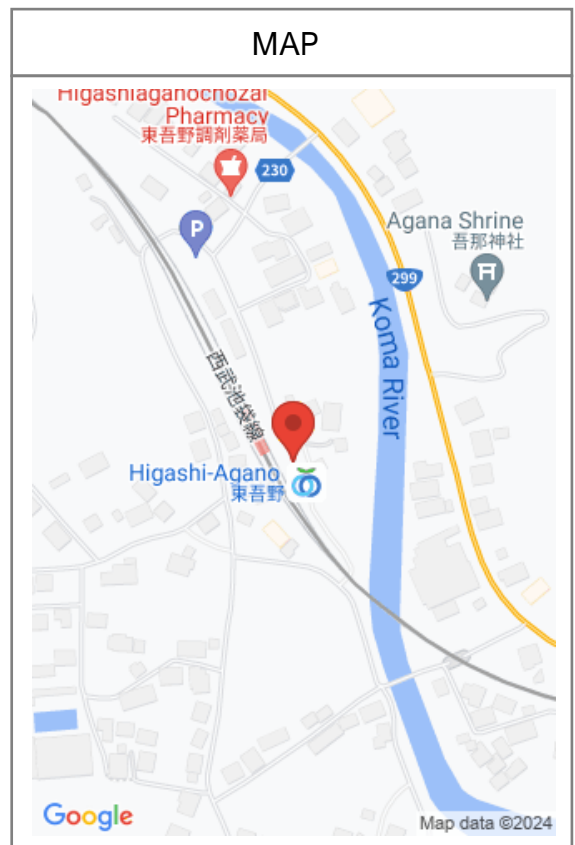 MAP
Higashiaganochozai
Pharmacy
東吾野調剤薬局
230
P
Agana Shrine
吾那神社
299
Koma River
西武池袋線
Higashi-Agano
東吾野
Google
Map data ©2024